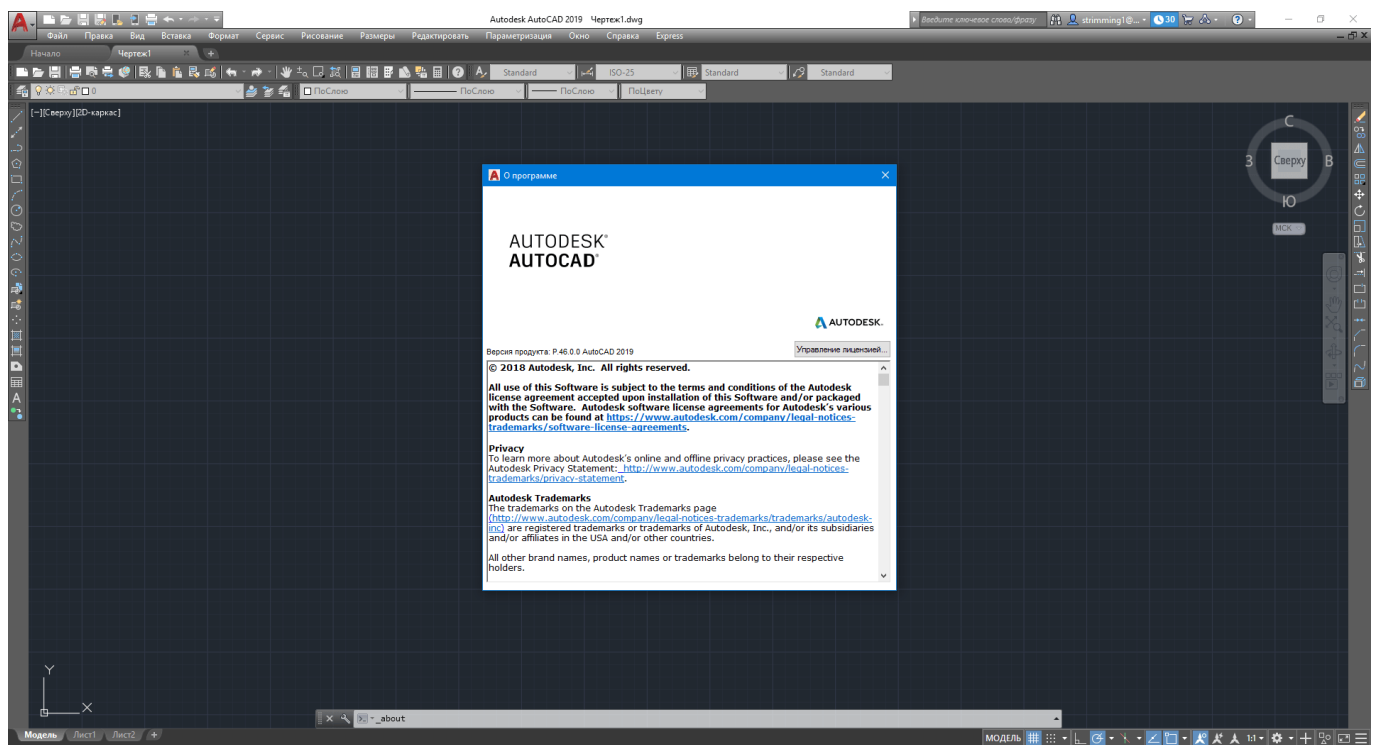 Autodesk AutoCAD 2019 Чертеж1.dwg
Введите ключевое слово/фразу
strimming1@...
30
Файл Правка Вид Вставка Формат Сервис Рисование Размеры Редактировать Параметризация Окно Справка Express
Начало Чертеж1
Standard ISO-25 Standard Standard
0 ПоСлою ПоСлою ПоСлою ПоЦвету
[−][Сверху][2D-каркас]
С
З Сверху В
Ю
МСК
О программе
AUTODESK®
AUTOCAD®
AUTODESK.
Версия продукта: P.46.0.0 AutoCAD 2019
Управление лицензией...
© 2018 Autodesk, Inc. All rights reserved.
All use of this Software is subject to the terms and conditions of the Autodesk
license agreement accepted upon installation of this Software and/or packaged
with the Software. Autodesk software license agreements for Autodesk's various
products can be found at https://www.autodesk.com/company/legal-notices-
trademarks/software-license-agreements.
Privacy
To learn more about Autodesk's online and offline privacy practices, please see the
Autodesk Privacy Statement: http://www.autodesk.com/company/legal-notices-
trademarks/privacy-statement.
Autodesk Trademarks
The trademarks on the Autodesk Trademarks page
(http://www.autodesk.com/company/legal-notices-trademarks/trademarks/autodesk-
inc) are registered trademarks or trademarks of Autodesk, Inc., and/or its subsidiaries
and/or affiliates in the USA and/or other countries.
All other brand names, product names or trademarks belong to their respective
holders.
Y
X
_about
Модель Лист1 Лист2 +
МОДЕЛЬ
1:1